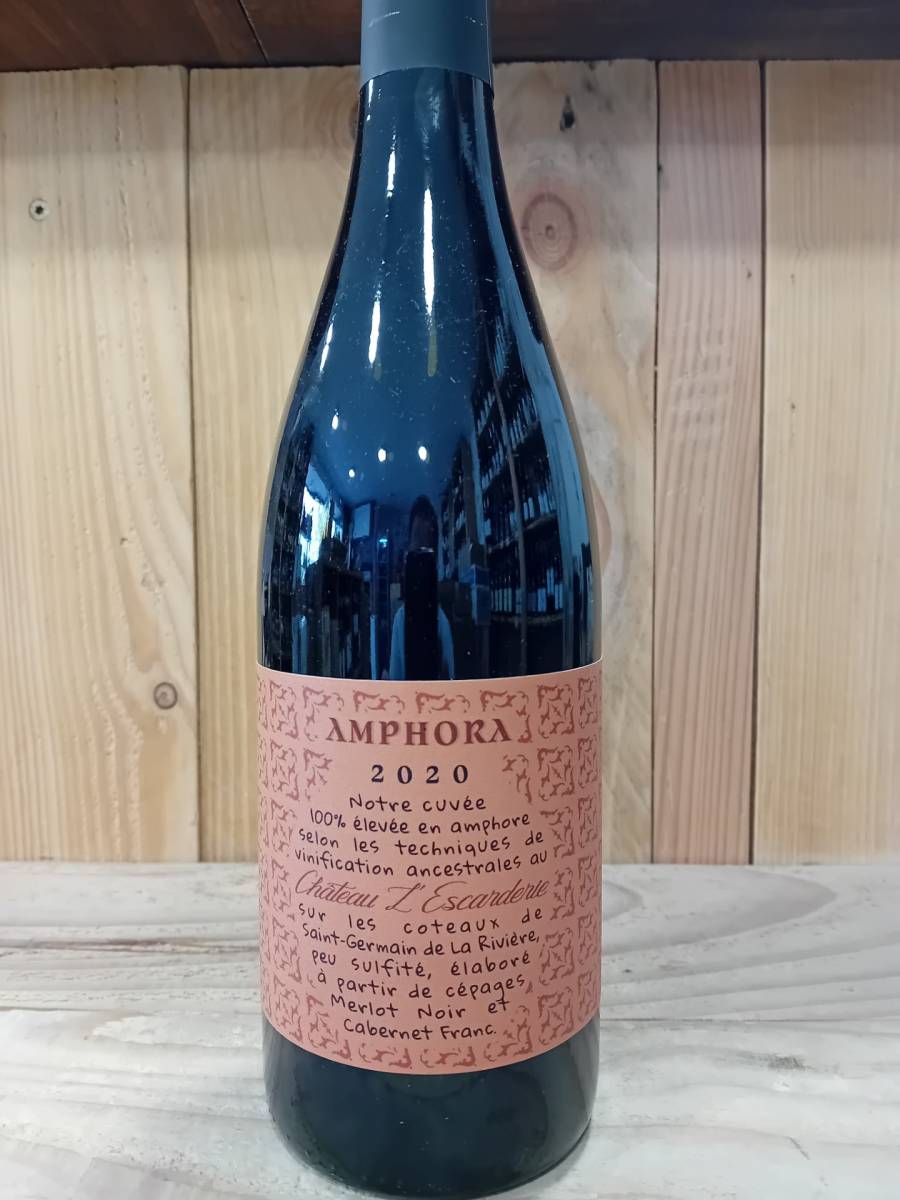 AMPHORA
2020
Notre cuvée
100% élevée en amphore
selon les techniques de
vinification ancestrales au
Château L'Escarderie
sur les coteaux de
Saint-Germain de La Rivière,
peu sulfité, élaboré
à partir de cépages,
Merlot Noir et
Cabernet Franc.